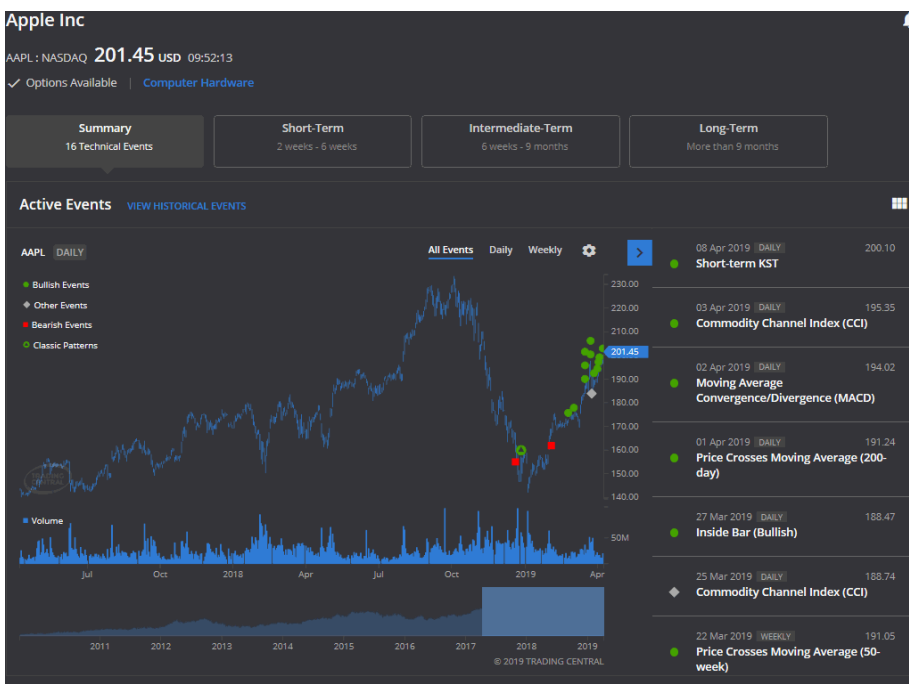 Apple Inc
AAPL : NASDAQ 201.45 USD 09:52:13
✓ Options Available | Computer Hardware
Summary
16 Technical Events
Short-Term
2 weeks - 6 weeks
Intermediate-Term
6 weeks - 9 months
Long-Term
More than 9 months
Active Events VIEW HISTORICAL EVENTS
AAPL DAILY
All Events Daily Weekly
Bullish Events
Other Events
Bearish Events
Classic Patterns
230.00
220.00
210.00
201.45
190.00
180.00
170.00
160.00
150.00
140.00
TRADING
CENTRAL
Volume
50M
Jul Oct 2018 Apr Jul Oct 2019 Apr
2011 2012 2013 2014 2015 2016 2017 2018 2019
© 2019 TRADING CENTRAL
08 Apr 2019 DAILY 200.10
Short-term KST
03 Apr 2019 DAILY 195.35
Commodity Channel Index (CCI)
02 Apr 2019 DAILY 194.02
Moving Average
Convergence/Divergence (MACD)
01 Apr 2019 DAILY 191.24
Price Crosses Moving Average (200-
day)
27 Mar 2019 DAILY 188.47
Inside Bar (Bullish)
25 Mar 2019 DAILY 188.74
Commodity Channel Index (CCI)
22 Mar 2019 WEEKLY 191.05
Price Crosses Moving Average (50-
week)